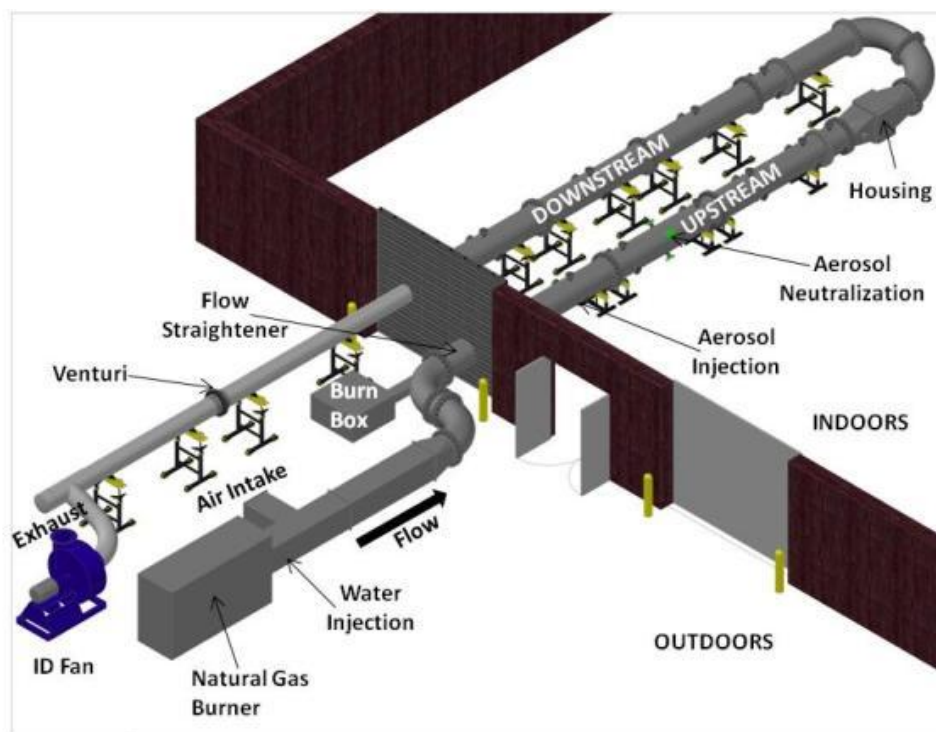 DOWNSTREAM
UPSTREAM
Housing
Aerosol
Neutralization
Aerosol
Injection
Flow
Straightener
Venturi
Burn
Box
INDOORS
Air Intake
Exhaust
Flow
Water
Injection
OUTDOORS
ID Fan
Natural Gas
Burner